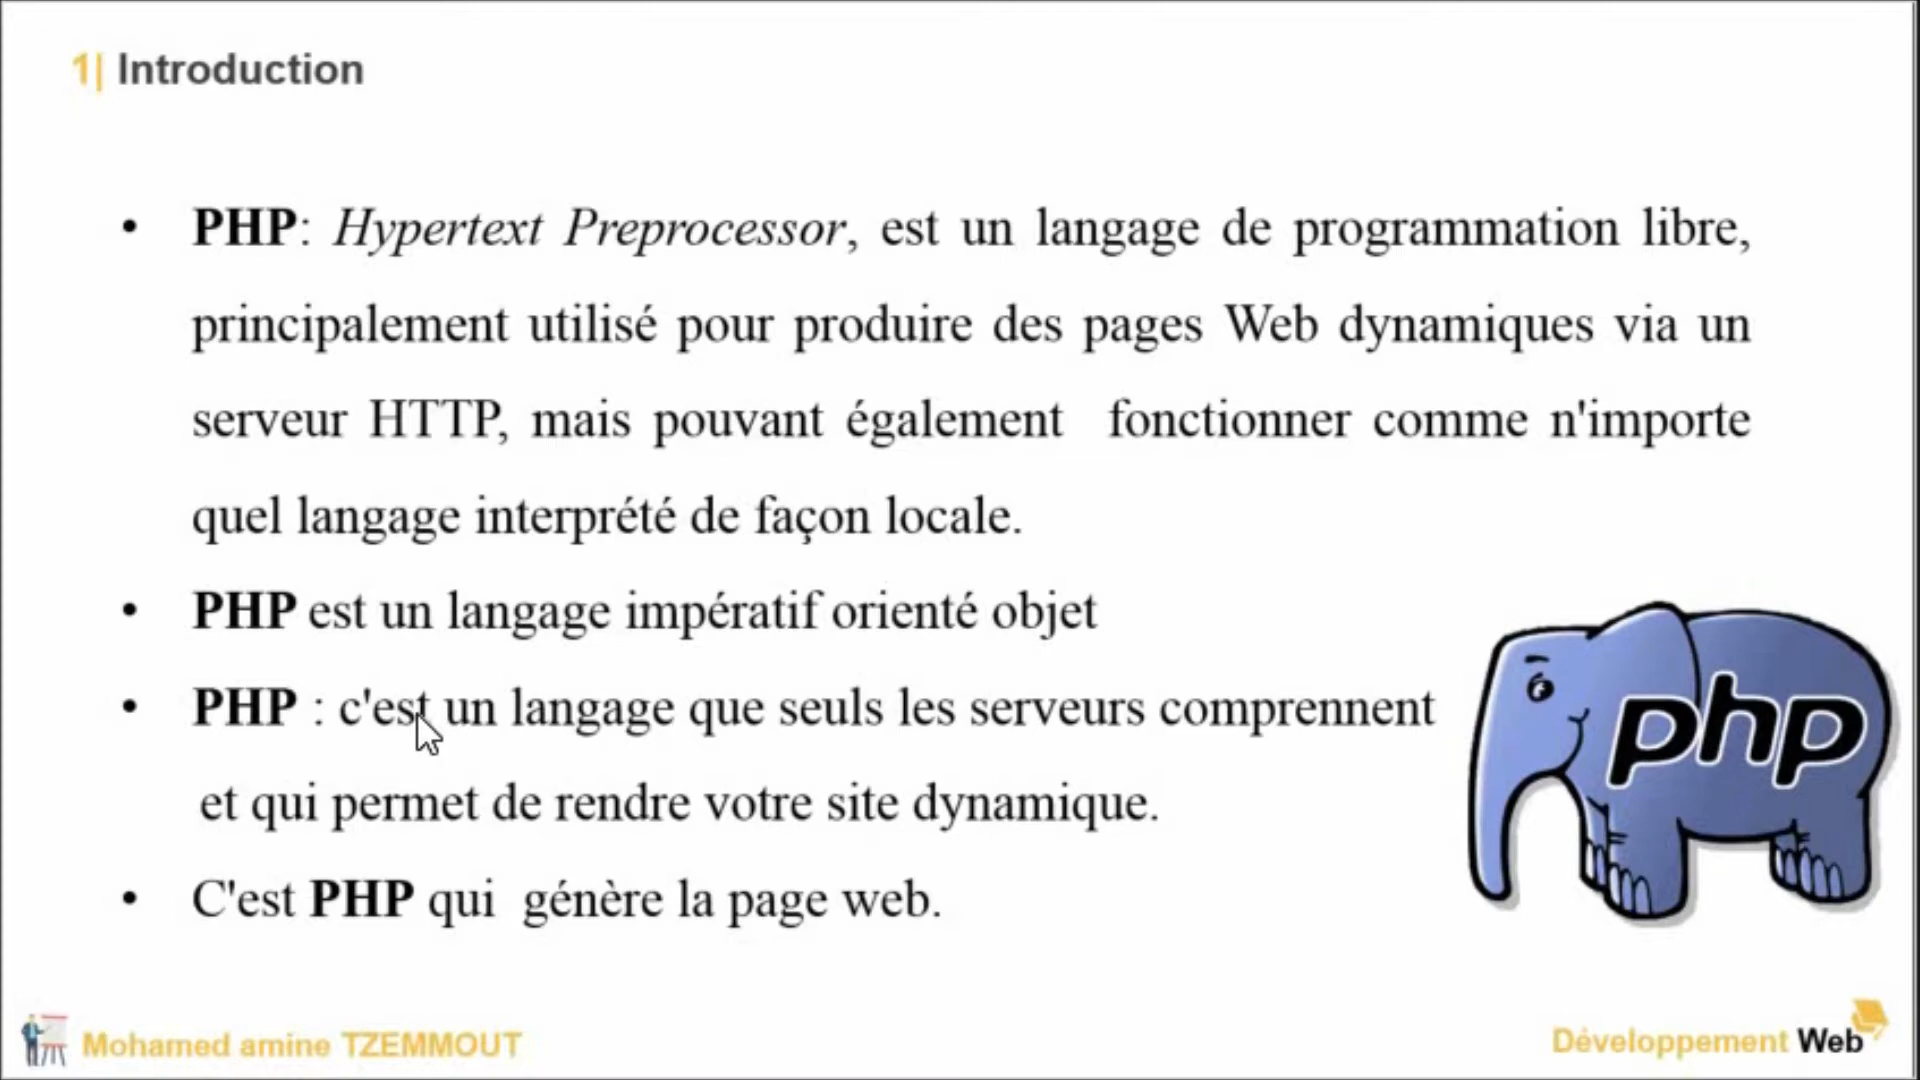 1| Introduction
• PHP: Hypertext Preprocessor, est un langage de programmation libre,
principalement utilisé pour produire des pages Web dynamiques via un
serveur HTTP, mais pouvant également fonctionner comme n'importe
quel langage interprété de façon locale.
• PHP est un langage impératif orienté objet
• PHP : c'est un langage que seuls les serveurs comprennent
et qui permet de rendre votre site dynamique.
php
• C'est PHP qui génère la page web.
Mohamed amine TZEMMOUT
Développement Web